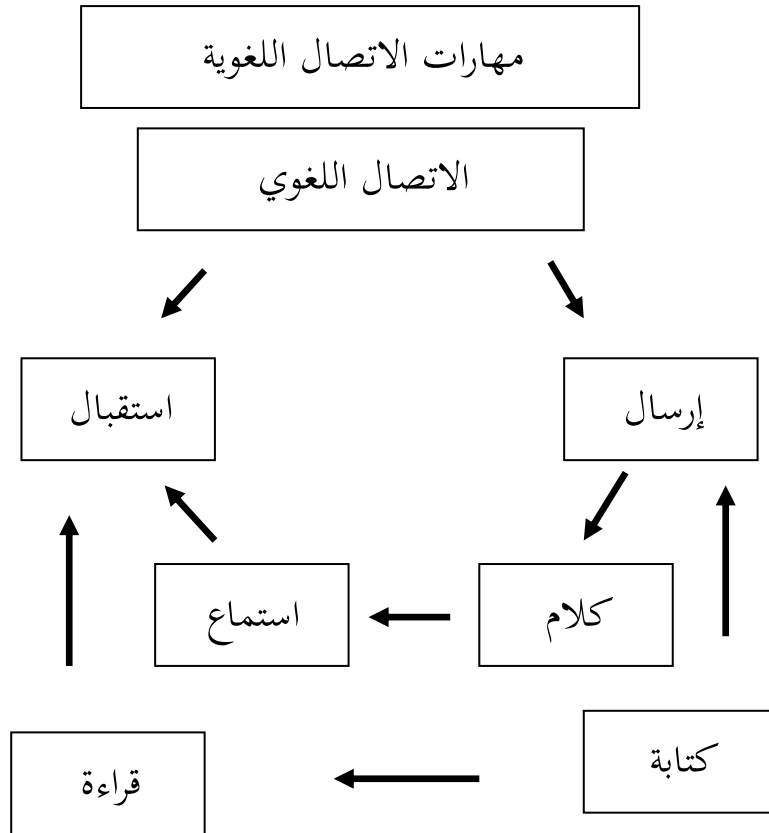 مهارات الاتصال اللغوية
الاتصال اللغوي
إرسال
استقبال
كلام
استماع
كتابة
قراءة